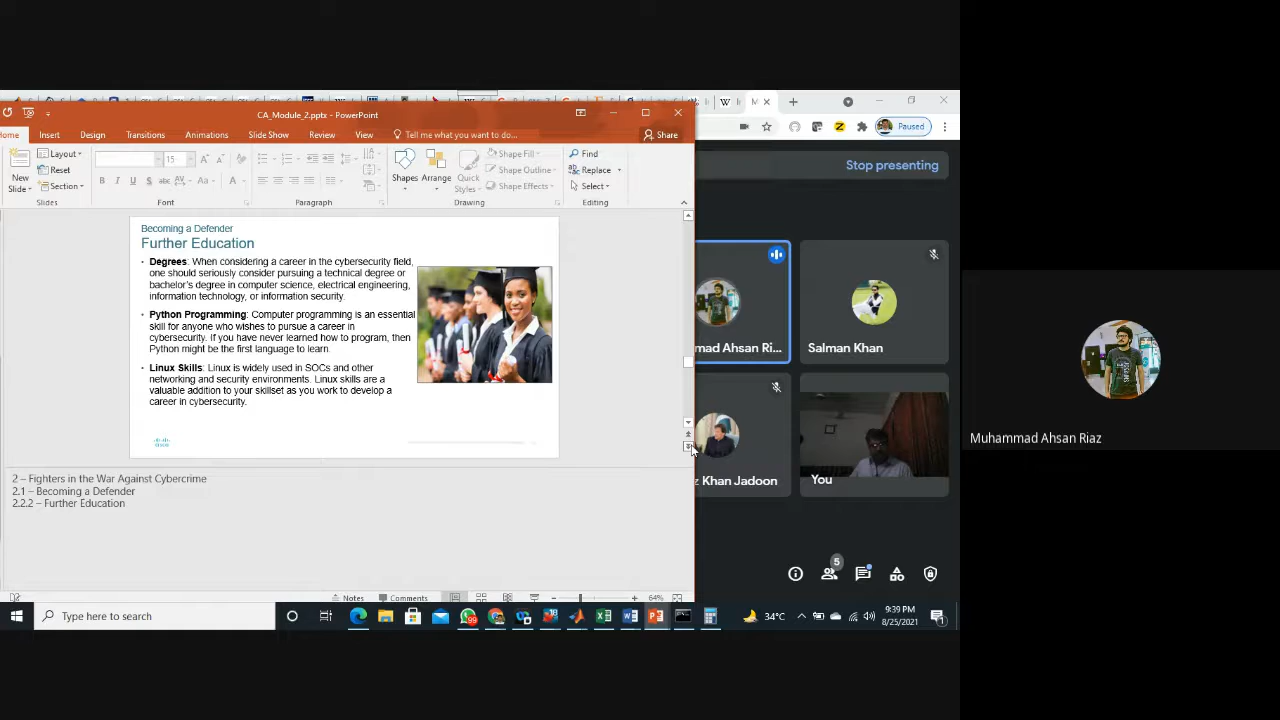 CA_Module_2.pptx - PowerPoint
Home Insert Design Transitions Animations Slide Show Review View Tell me what you want to do... Share
Paused
New Slide
Layout
Reset
Section
15
Shapes
Arrange
Quick Styles
Shape Fill
Shape Outline
Shape Effects
Find
Replace
Select
Slides Font Paragraph Drawing Editing
Stop presenting
Becoming a Defender
Further Education
• Degrees: When considering a career in the cybersecurity field,
one should seriously consider pursuing a technical degree or
bachelor's degree in computer science, electrical engineering,
information technology, or information security.
• Python Programming: Computer programming is an essential
skill for anyone who wishes to pursue a career in
cybersecurity. If you have never learned how to program, then
Python might be the first language to learn.
• Linux Skills: Linux is widely used in SOCs and other
networking and security environments. Linux skills are a
valuable addition to your skillset as you work to develop a
career in cybersecurity.
2 – Fighters in the War Against Cybercrime
2.1 – Becoming a Defender
2.2.2 – Further Education
mad Ahsan Ri...
Salman Khan
z Khan Jadoon
You
5
Muhammad Ahsan Riaz
Notes Comments 64%
Type here to search
99
34°C
9:39 PM
8/25/2021
1